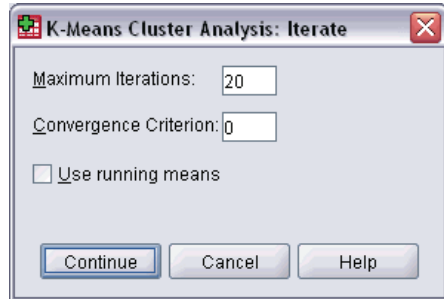 K-Means Cluster Analysis: Iterate
Maximum Iterations: 20
Convergence Criterion: 0
Use running means
Continue Cancel Help